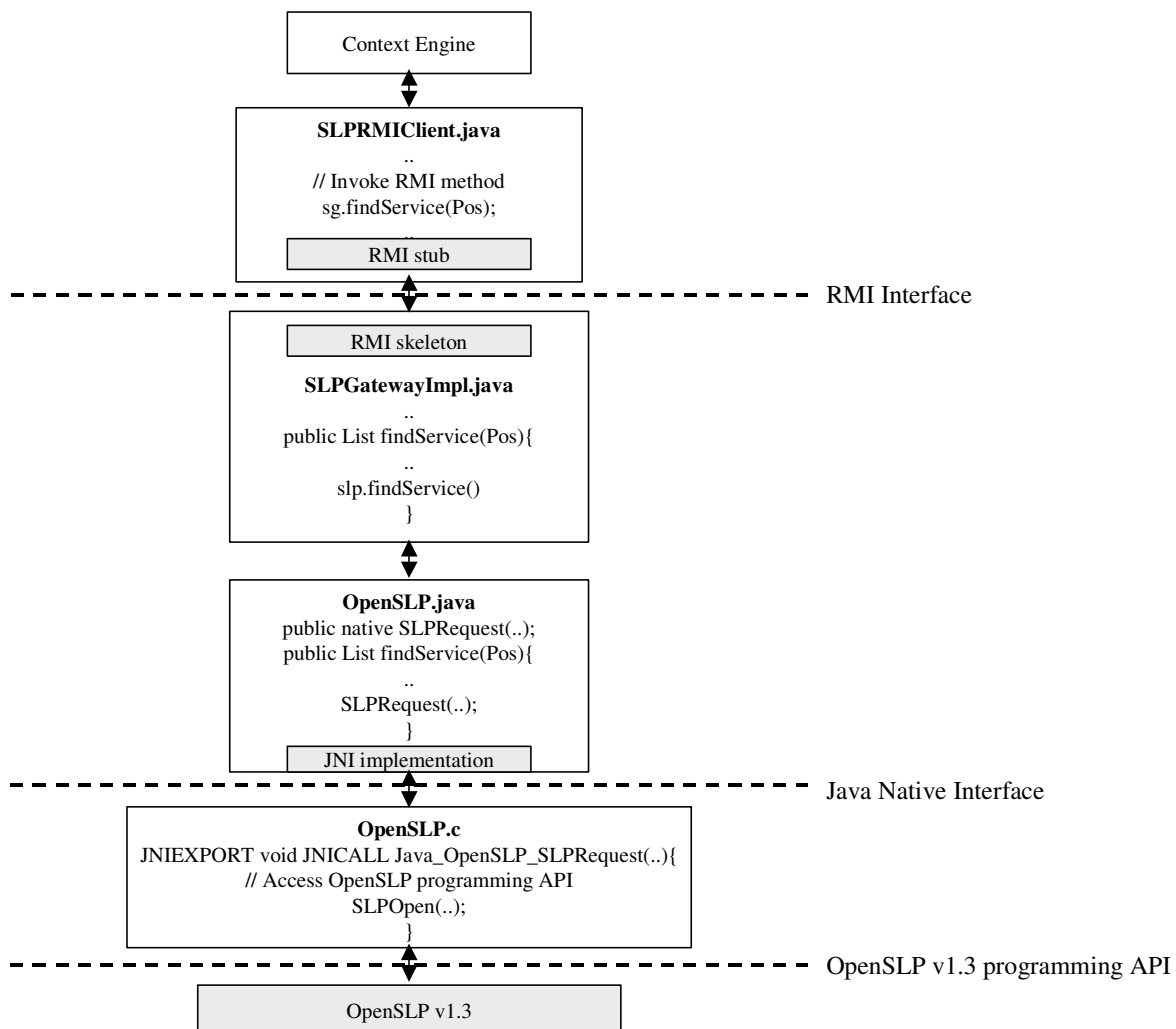 Context Engine
SLPRMIClient.java
..
// Invoke RMI method
sg.findService(Pos);
..
RMI stub
RMI Interface
RMI skeleton
SLPGatewayImpl.java
..
public List findService(Pos){
..
slp.findService()
}
OpenSLP.java
public native SLPRequest(..);
public List findService(Pos){
..
SLPRequest(..);
}
JNI implementation
Java Native Interface
OpenSLP.c
JNIEXPORT void JNICALL Java_OpenSLP_SLPRequest(..){
// Access OpenSLP programming API
SLPOpen(..);
}
OpenSLP v1.3 programming API
OpenSLP v1.3